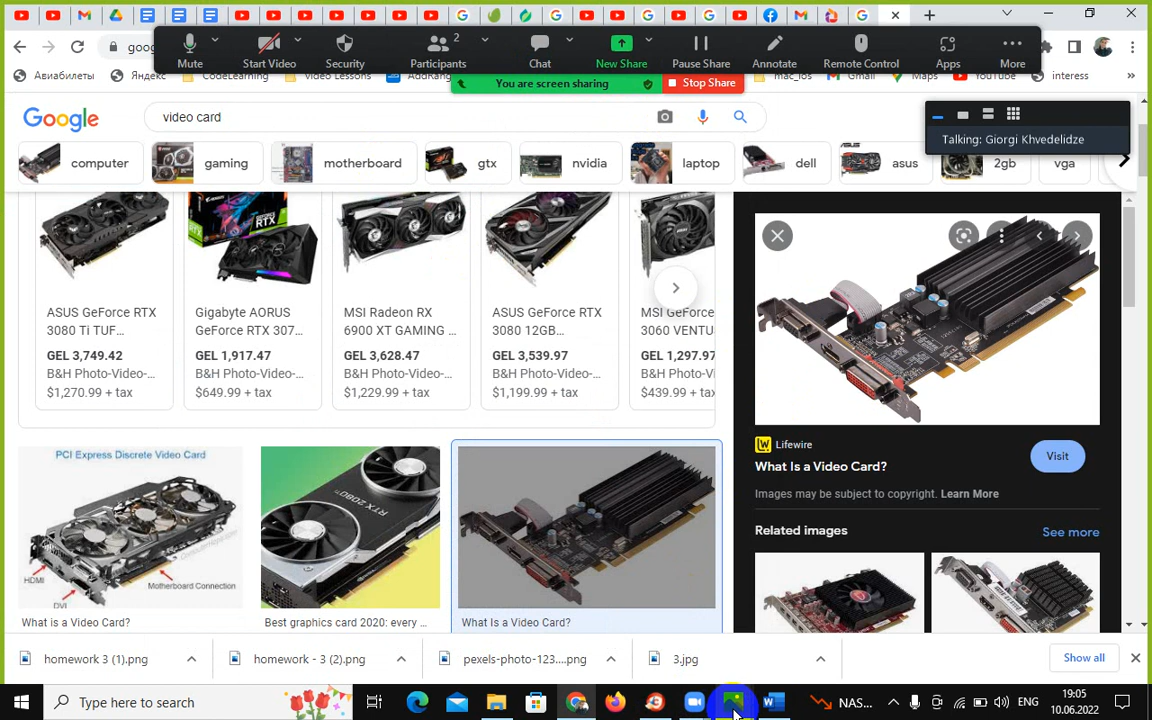 Mute
Start Video
Security
Participants
2
Chat
New Share
Pause Share
Annotate
Remote Control
Apps
More
You are screen sharing
Stop Share
goog
Авиабилеты
Яндекс
CodeLearning
Video Lessons
AddRang
mac_ios
Gmail
Maps
YouTube
interess
Google
video card
Talking: Giorgi Khvedelidze
computer
gaming
motherboard
gtx
nvidia
laptop
dell
asus
2gb
vga
ASUS GeForce RTX
3080 Ti TUF...
GEL 3,749.42
B&H Photo-Video-...
$1,270.99 + tax
Gigabyte AORUS
GeForce RTX 307...
GEL 1,917.47
B&H Photo-Video-...
$649.99 + tax
MSI Radeon RX
6900 XT GAMING ...
GEL 3,628.47
B&H Photo-Video-...
$1,229.99 + tax
ASUS GeForce RTX
3080 12GB...
GEL 3,539.97
B&H Photo-Video-...
$1,199.99 + tax
MSI GeForce
3060 VENTU
GEL 1,297.97
B&H Photo-Video-
$439.99 + tax
PCI Express Discrete Video Card
HDMI
DVI
Motherboard Connection
What is a Video Card?
RTX 2080
Best graphics card 2020: every ...
What Is a Video Card?
Lifewire
What Is a Video Card?
Visit
Images may be subject to copyright. Learn More
Related images
See more
homework 3 (1).png
homework - 3 (2).png
pexels-photo-123....png
3.jpg
Show all
Type here to search
NAS...
ENG
19:05
10.06.2022